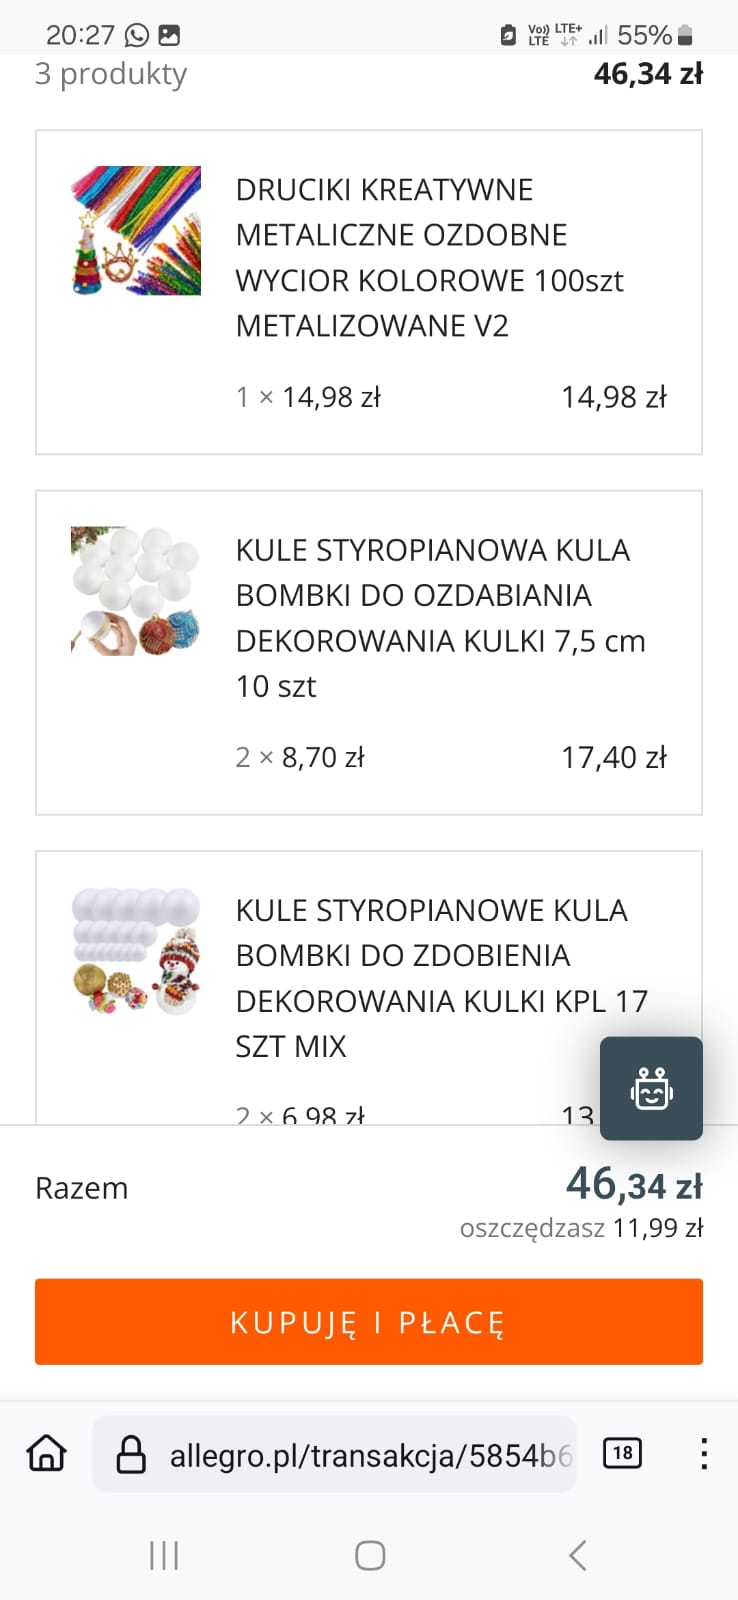 20:27
Vo)) LTE LTE+ 55%
3 produkty 46,34 zł
DRUCIKI KREATYWNE
METALICZNE OZDOBNE
WYCIOR KOLOROWE 100szt
METALIZOWANE V2
1 × 14,98 zł 14,98 zł
KULE STYROPIANOWA KULA
BOMBKI DO OZDABIANIA
DEKOROWANIA KULKI 7,5 cm
10 szt
2 × 8,70 zł 17,40 zł
KULE STYROPIANOWE KULA
BOMBKI DO ZDOBIENIA
DEKOROWANIA KULKI KPL 17
SZT MIX
2 × 6,98 zł 13
Razem 46,34 zł
oszczędzasz 11,99 zł
KUPUJĘ I PŁACĘ
allegro.pl/transakcja/5854b6
18